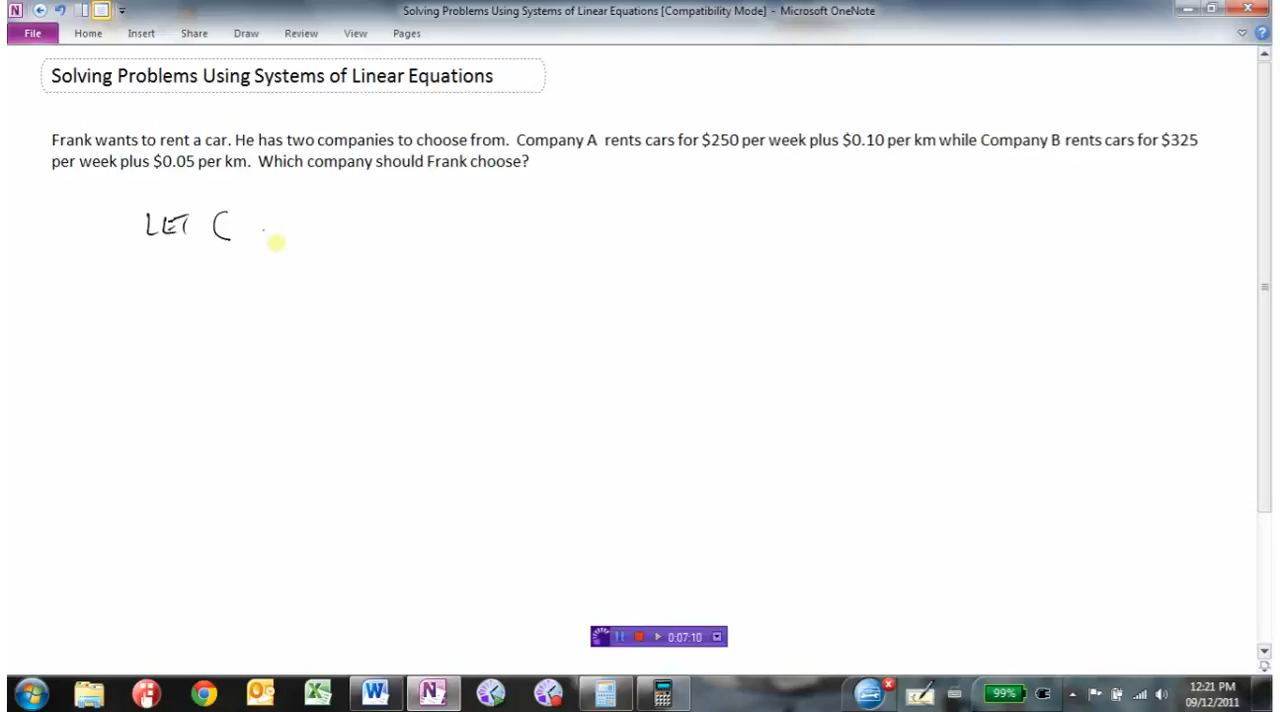 Solving Problems Using Systems of Linear Equations [Compatibility Mode] - Microsoft OneNote
File Home Insert Share Draw Review View Pages
Solving Problems Using Systems of Linear Equations
Frank wants to rent a car. He has two companies to choose from. Company A rents cars for $250 per week plus $0.10 per km while Company B rents cars for $325
per week plus $0.05 per km. Which company should Frank choose?
LET C
0:07:10
99%
12:21 PM
09/12/2011